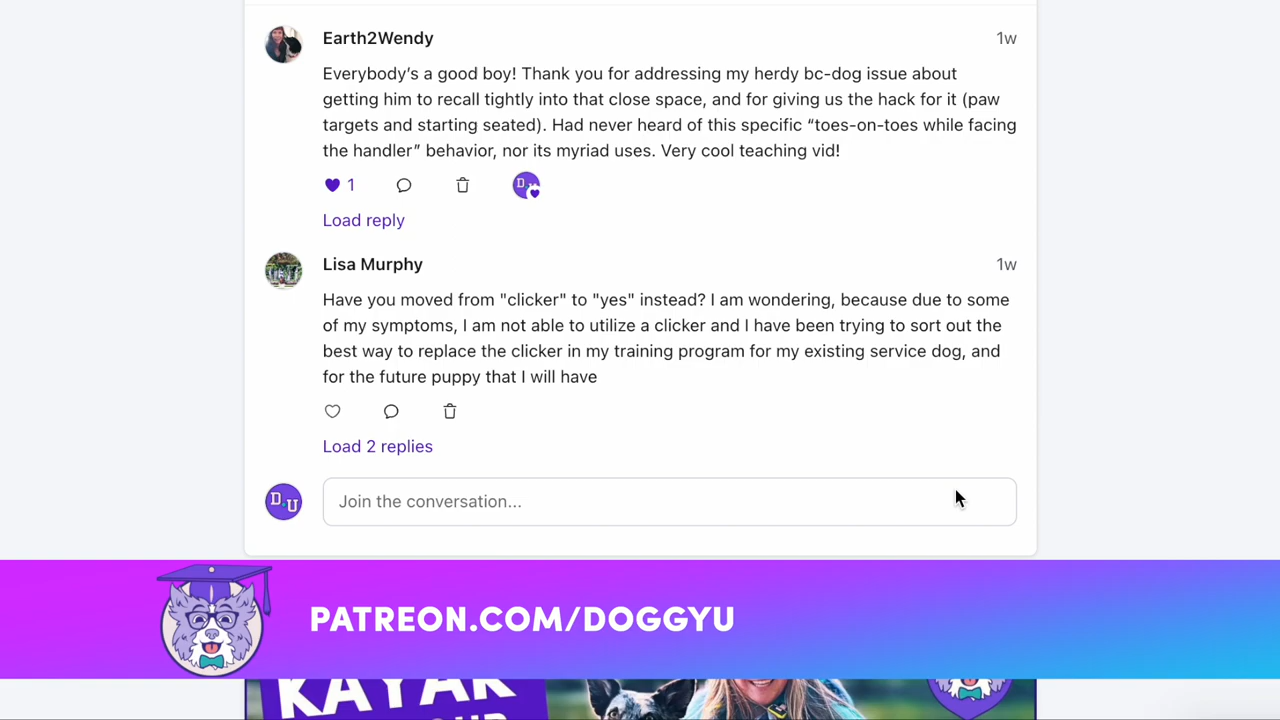 Earth2Wendy
1w
Everybody’s a good boy! Thank you for addressing my herdy bc-dog issue about
getting him to recall tightly into that close space, and for giving us the hack for it (paw
targets and starting seated). Had never heard of this specific “toes-on-toes while facing
the handler” behavior, nor its myriad uses. Very cool teaching vid!
1
Load reply
Lisa Murphy
1w
Have you moved from "clicker" to "yes" instead? I am wondering, because due to some
of my symptoms, I am not able to utilize a clicker and I have been trying to sort out the
best way to replace the clicker in my training program for my existing service dog, and
for the future puppy that I will have
Load 2 replies
D.U
Join the conversation...
PATREON.COM/DOGGYU
KAYAK